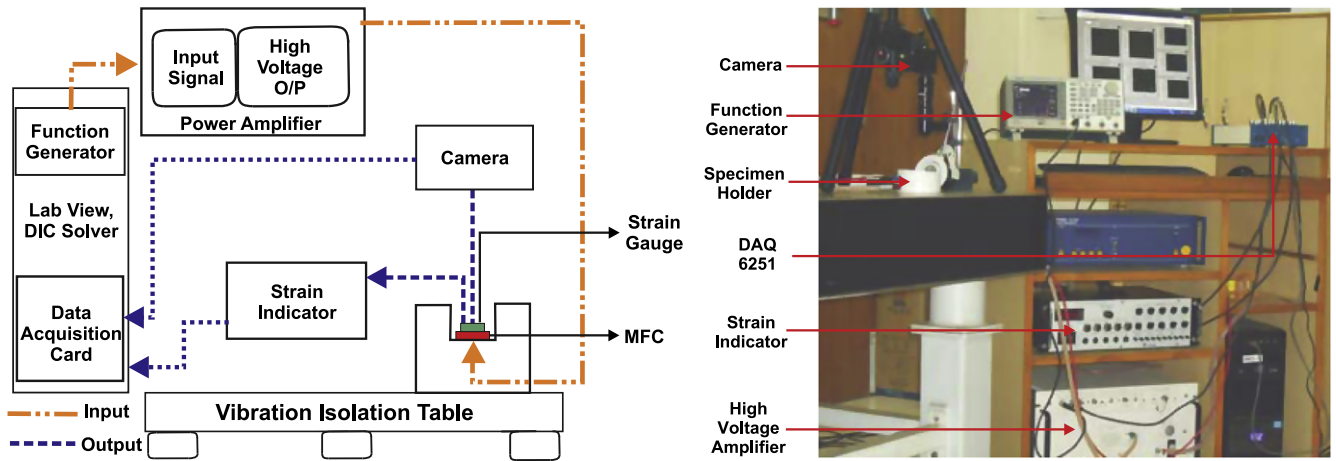 Input
Signal
High
Voltage
O/P
Power Amplifier
Function
Generator
Lab View,
DIC Solver
Data
Acquisition
Card
Camera
Strain
Indicator
Strain
Gauge
MFC
Vibration Isolation Table
Input
Output
Camera
Function
Generator
Specimen
Holder
DAQ
6251
Strain
Indicator
High
Voltage
Amplifier